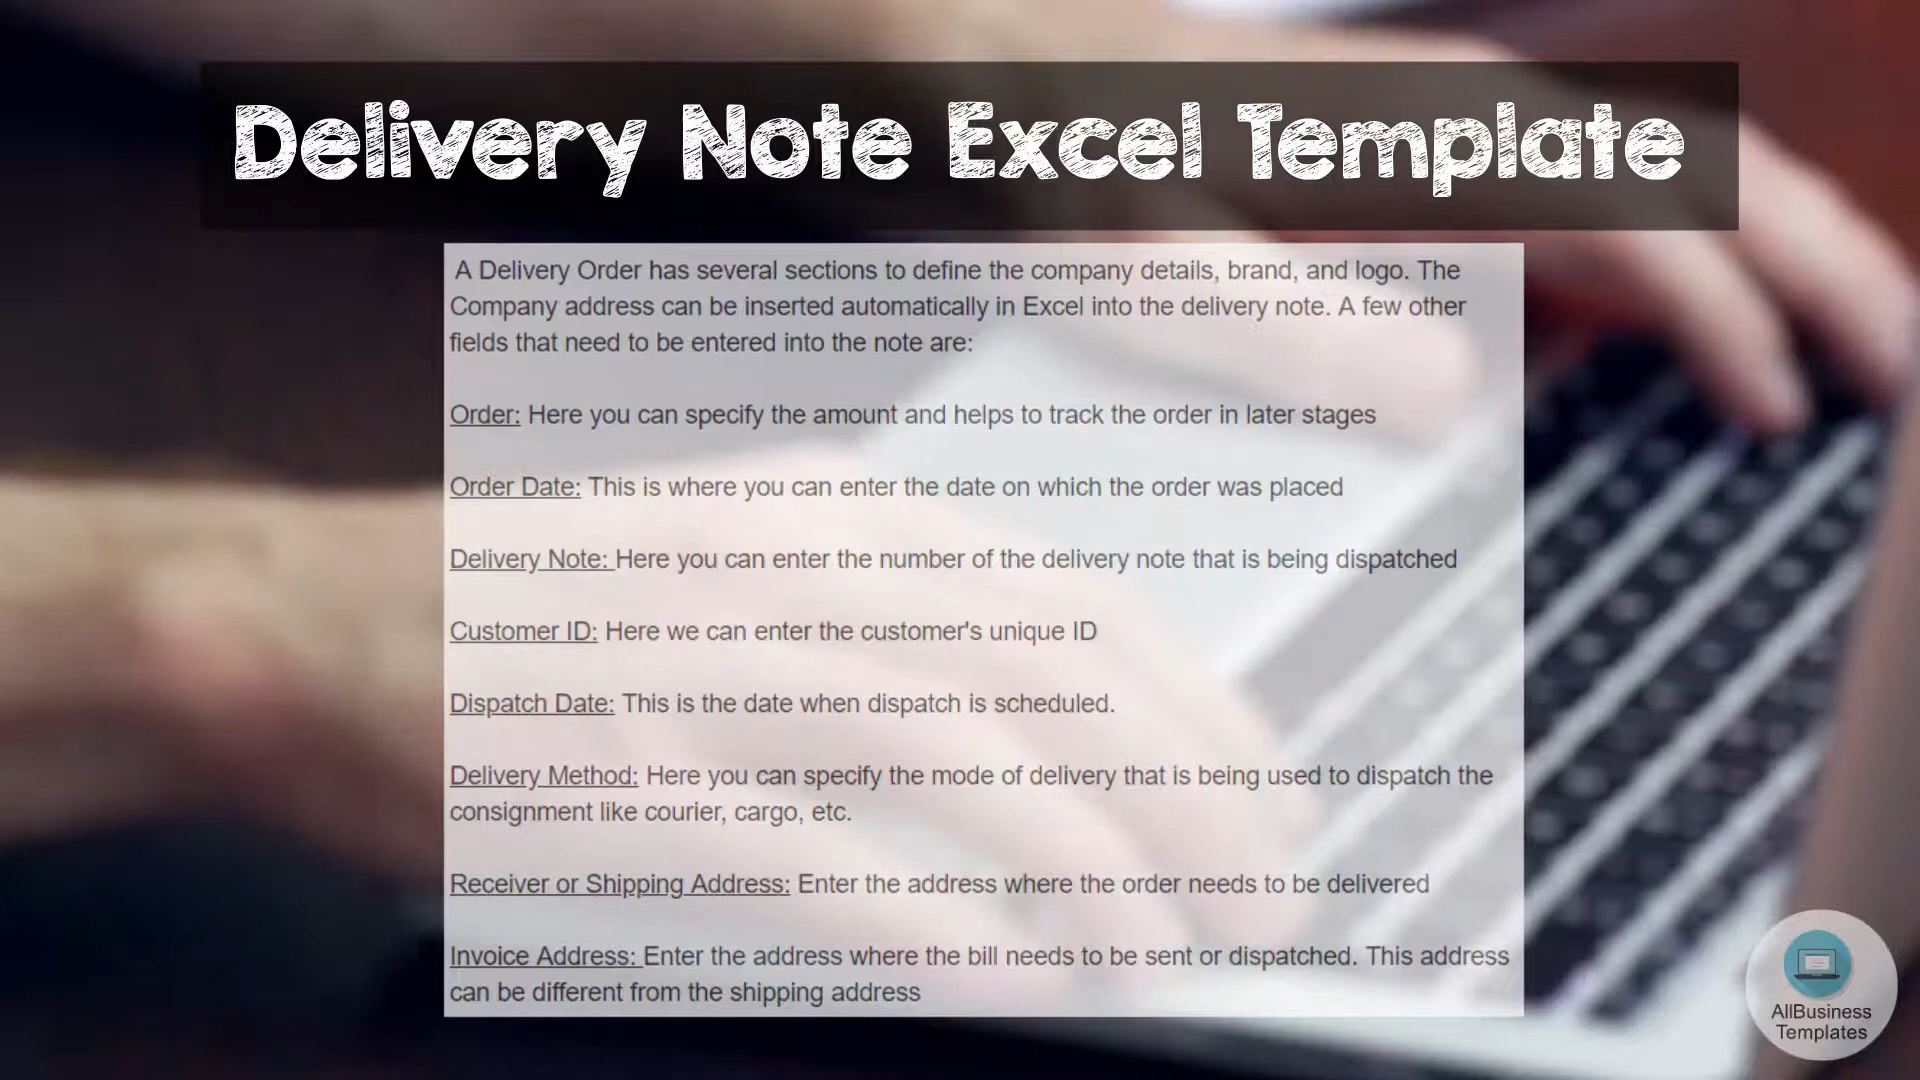 Delivery Note Excel Template
A Delivery Order has several sections to define the company details, brand, and logo. The
Company address can be inserted automatically in Excel into the delivery note. A few other
fields that need to be entered into the note are:
Order: Here you can specify the amount and helps to track the order in later stages
Order Date: This is where you can enter the date on which the order was placed
Delivery Note: Here you can enter the number of the delivery note that is being dispatched
Customer ID: Here we can enter the customer's unique ID
Dispatch Date: This is the date when dispatch is scheduled.
Delivery Method: Here you can specify the mode of delivery that is being used to dispatch the
consignment like courier, cargo, etc.
Receiver or Shipping Address: Enter the address where the order needs to be delivered
Invoice Address: Enter the address where the bill needs to be sent or dispatched. This address
can be different from the shipping address
AllBusiness
Templates